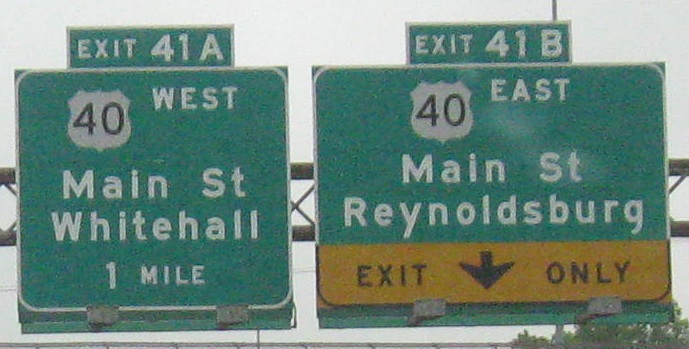 EXIT 41A
40 WEST
Main St
Whitehall
1 MILE
EXIT 41B
40 EAST
Main St
Reynoldsburg
EXIT ONLY